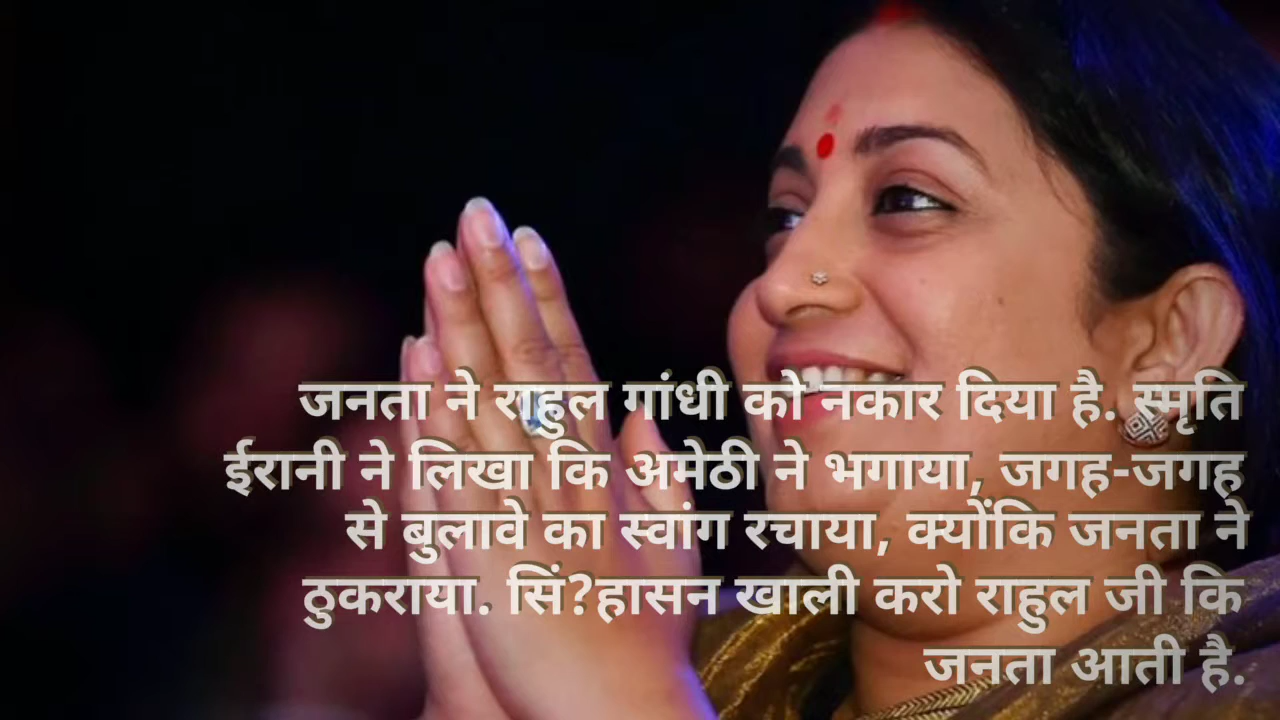 जनता ने राहुल गांधी को नकार दिया है. स्मृति
ईरानी ने लिखा कि अमेठी ने भगाया, जगह-जगह
से बुलावे का स्वांग रचाया, क्योंकि जनता ने
ठुकराया. सिं?हासन खाली करो राहुल जी कि
जनता आती है.